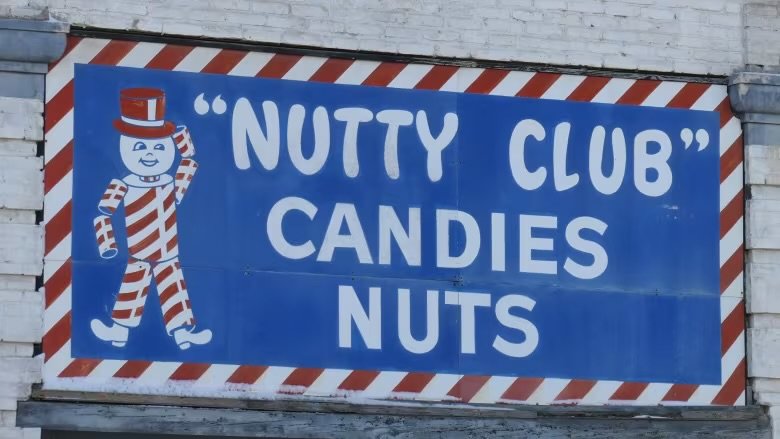 “NUTTY CLUB”
CANDIES
NUTS